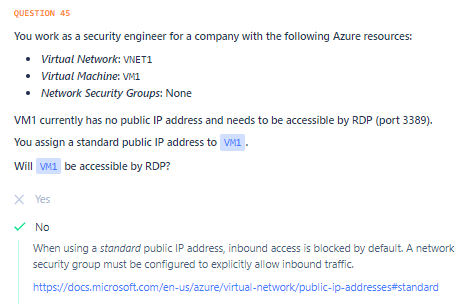 QUESTION 45
You work as a security engineer for a company with the following Azure resources:
• Virtual Network: VNET1
• Virtual Machine: VM1
• Network Security Groups: None
VM1 currently has no public IP address and needs to be accessible by RDP (port 3389).
You assign a standard public IP address to VM1 .
Will VM1 be accessible by RDP?
Yes
No
When using a standard public IP address, inbound access is blocked by default. A network
security group must be configured to explicitly allow inbound traffic.
https://docs.microsoft.com/en-us/azure/virtual-network/public-ip-addresses#standard